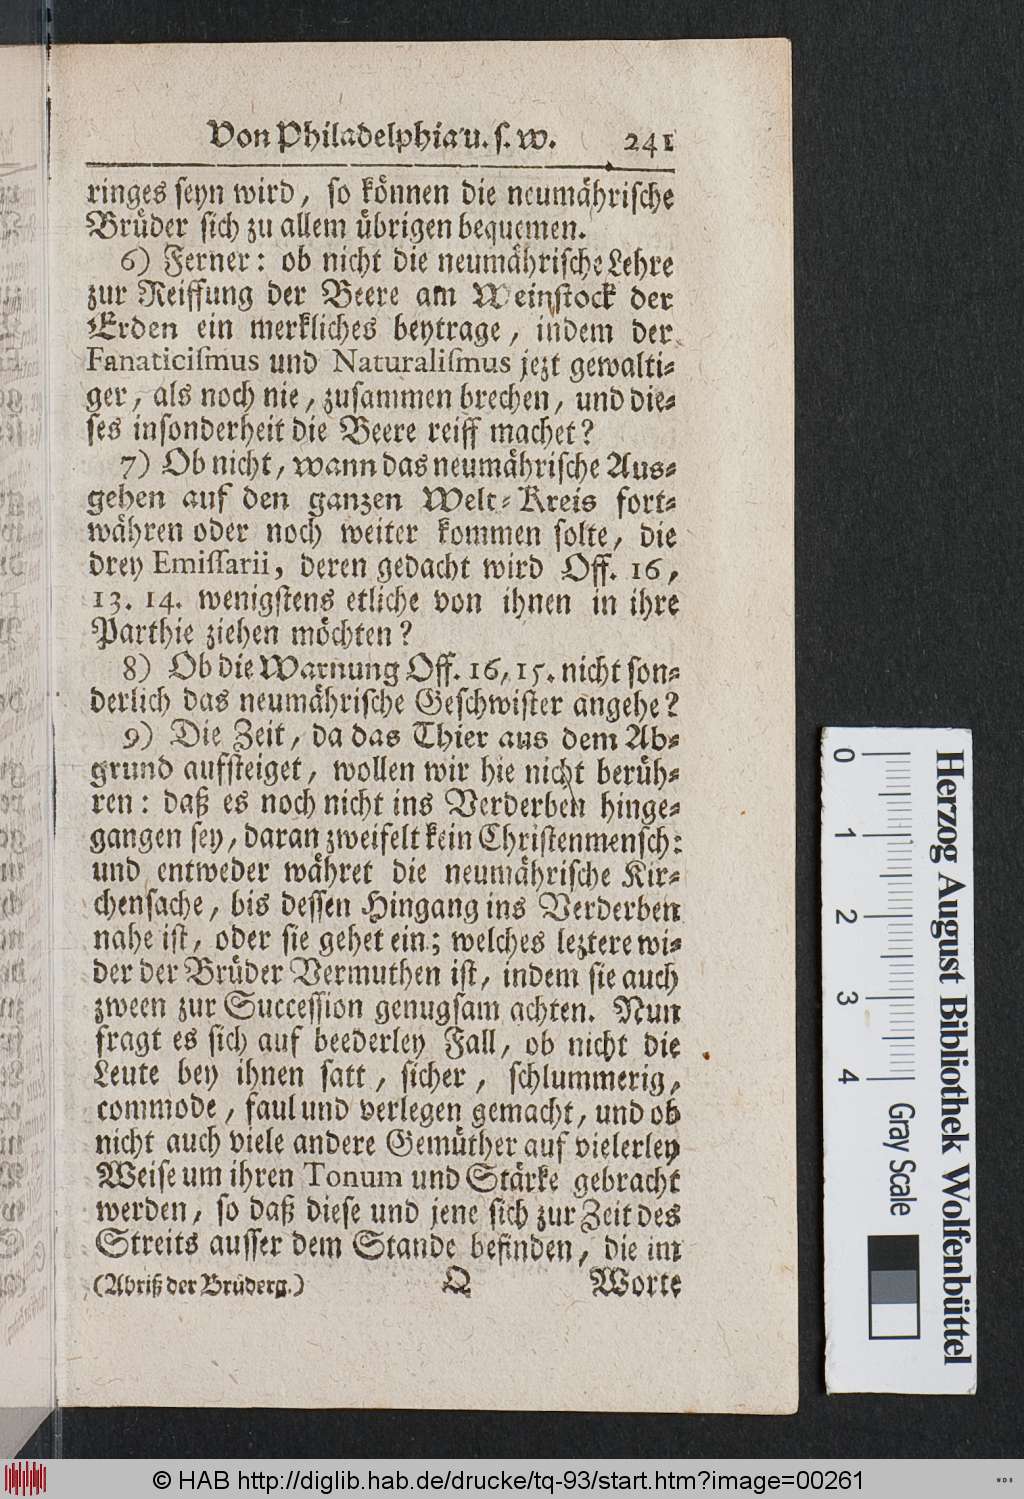 Von Philadelphia u. s. w. 241
ringes seyn wird, so können die neumährische
Brüder sich zu allem übrigen bequemen.
6) Ferner: ob nicht die neumährische Lehre
zur Reiffung der Beere am Weinstock der
Erden ein merkliches beytrage, indem der
Fanaticiſmus und Naturaliſmus jezt gewalti-
ger, als noch nie, zusammen brechen, und die-
ses insonderheit die Beere reiff machet?
7) Ob nicht, wann das neumährische Aus-
gehen auf den ganzen Welt-Kreis fort-
währen oder noch weiter kommen solte, die
drey Emiſſarii, deren gedacht wird Off. 16,
13. 14. wenigstens etliche von ihnen in ihre
Parthie ziehen möchten?
8) Ob die Warnung Off. 16, 15. nicht son-
derlich das neumährische Geschwister angehe?
9) Die Zeit, da das Thier aus dem Ab-
grund aufsteiget, wollen wir hie nicht berüh-
ren: daß es noch nicht ins Verderben hinge-
gangen sey, daran zweifelt kein Christenmensch:
und entweder währet die neumährische Kir-
chensache, bis dessen Hingang ins Verderben
nahe ist, oder sie gehet ein; welches leztere wi-
der der Brüder Vermuthen ist, indem sie auch
zween zur Succession genugsam achten. Nun
fragt es sich auf beederley Fall, ob nicht die
Leute bey ihnen satt, sicher, schlummerig,
commode, faul und verlegen gemacht, und ob
nicht auch viele andere Gemüther auf vielerley
Weise um ihren Tonum und Stärke gebracht
werden, so daß diese und jene sich zur Zeit des
Streits ausser dem Stande befinden, die im
(Abriß der Brüderg.) Q Worte
0 1 2 3 4
Gray Scale
Herzog August Bibliothek Wolfenbüttel
© HAB http://diglib.hab.de/drucke/tq-93/start.htm?image=00261